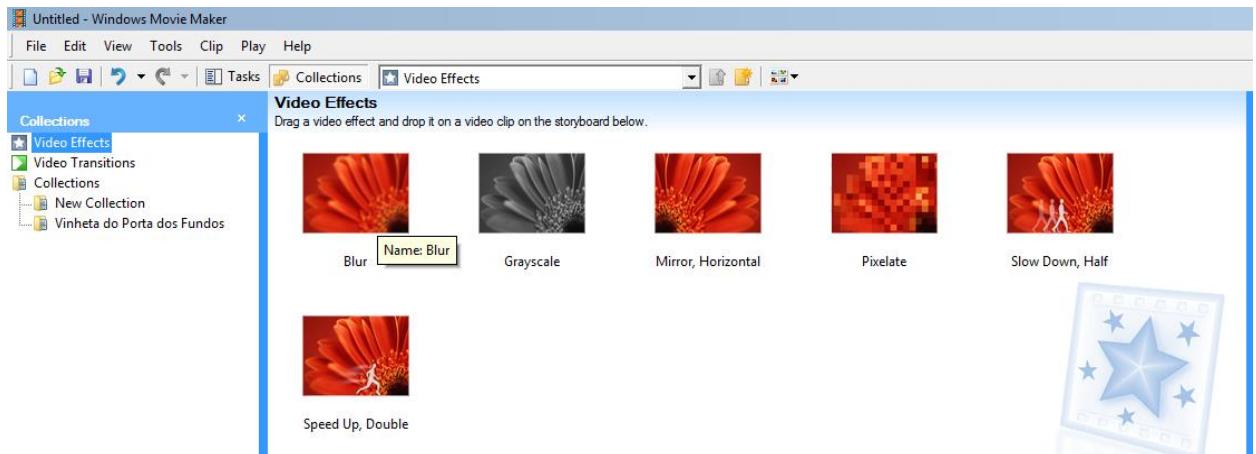 Untitled - Windows Movie Maker
File Edit View Tools Clip Play Help
Tasks Collections Video Effects
Collections
Video Effects
Video Transitions
Collections
New Collection
Vinheta do Porta dos Fundos
Video Effects
Drag a video effect and drop it on a video clip on the storyboard below.
Blur
Name: Blur
Grayscale
Mirror, Horizontal
Pixelate
Slow Down, Half
Speed Up, Double